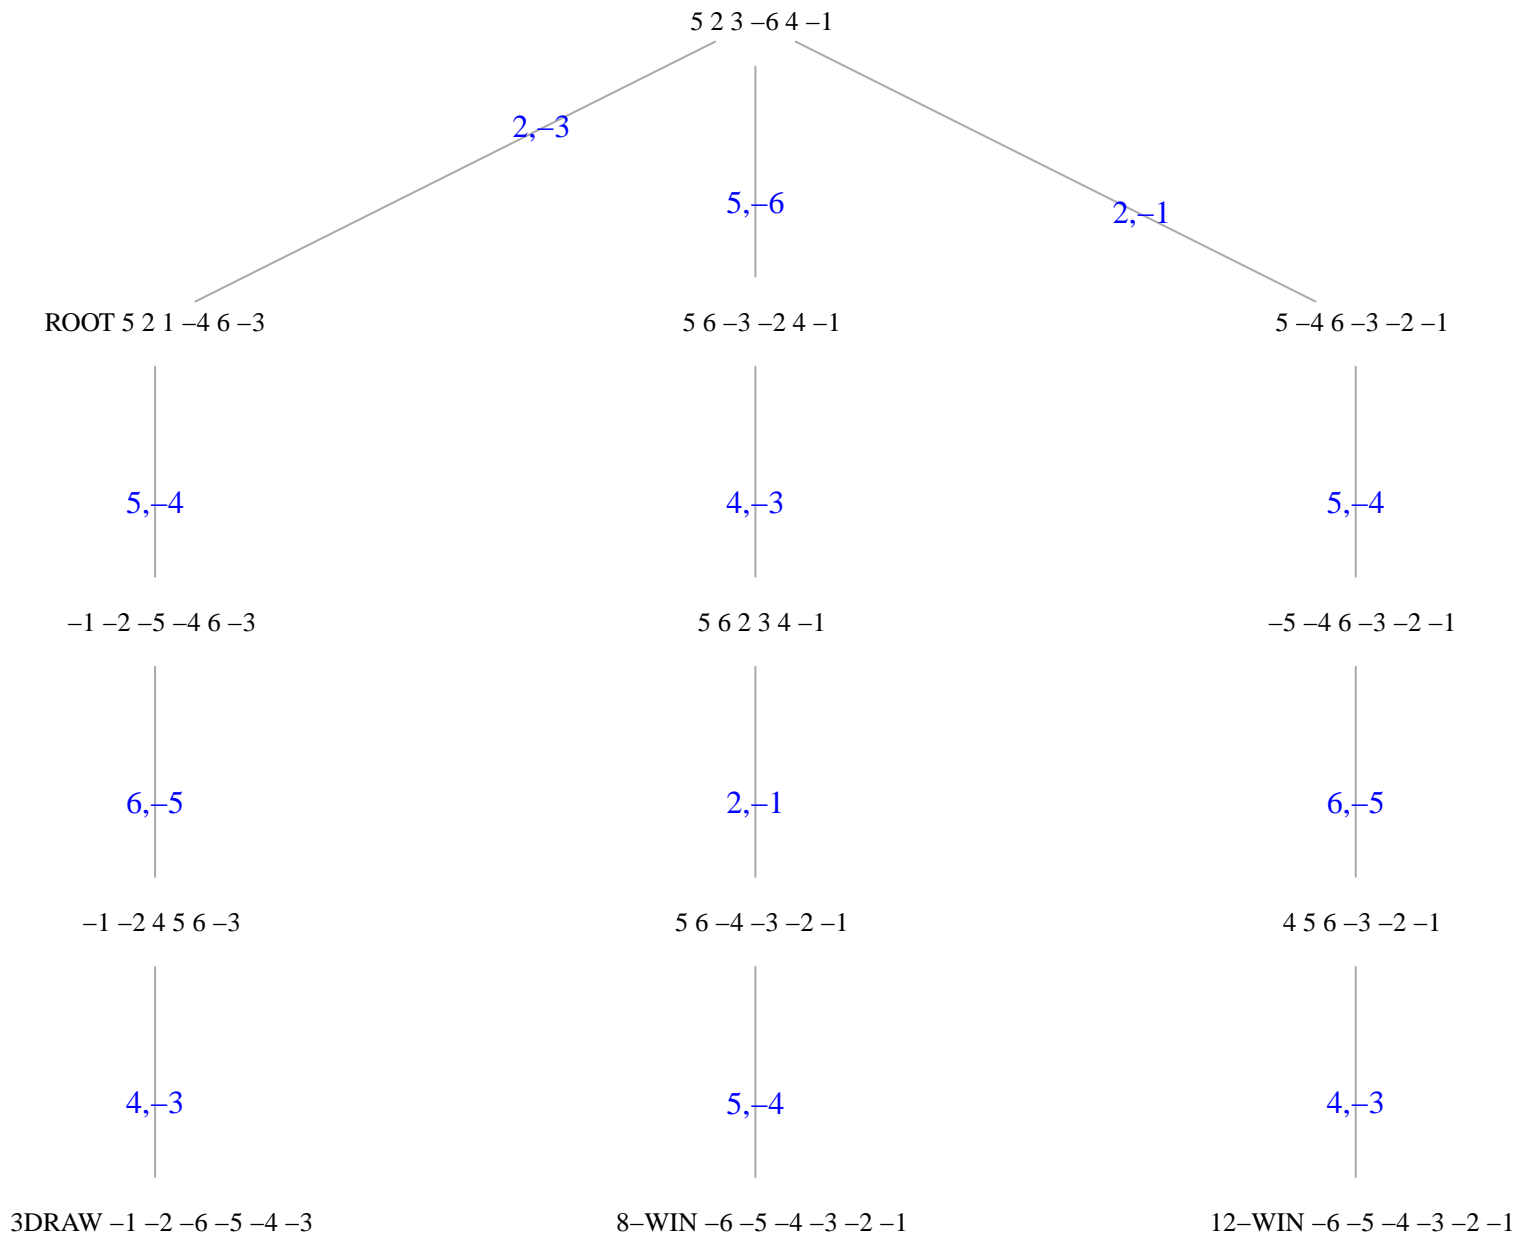 5 2 3 –6 4 –1
2,–3
5,–6
2,–1
ROOT 5 2 1 –4 6 –3
5 6 –3 –2 4 –1
5 –4 6 –3 –2 –1
5,–4
4,–3
5,–4
–1 –2 –5 –4 6 –3
5 6 2 3 4 –1
–5 –4 6 –3 –2 –1
6,–5
2,–1
6,–5
–1 –2 4 5 6 –3
5 6 –4 –3 –2 –1
4 5 6 –3 –2 –1
4,–3
5,–4
4,–3
3DRAW –1 –2 –6 –5 –4 –3
8–WIN –6 –5 –4 –3 –2 –1
12–WIN –6 –5 –4 –3 –2 –1